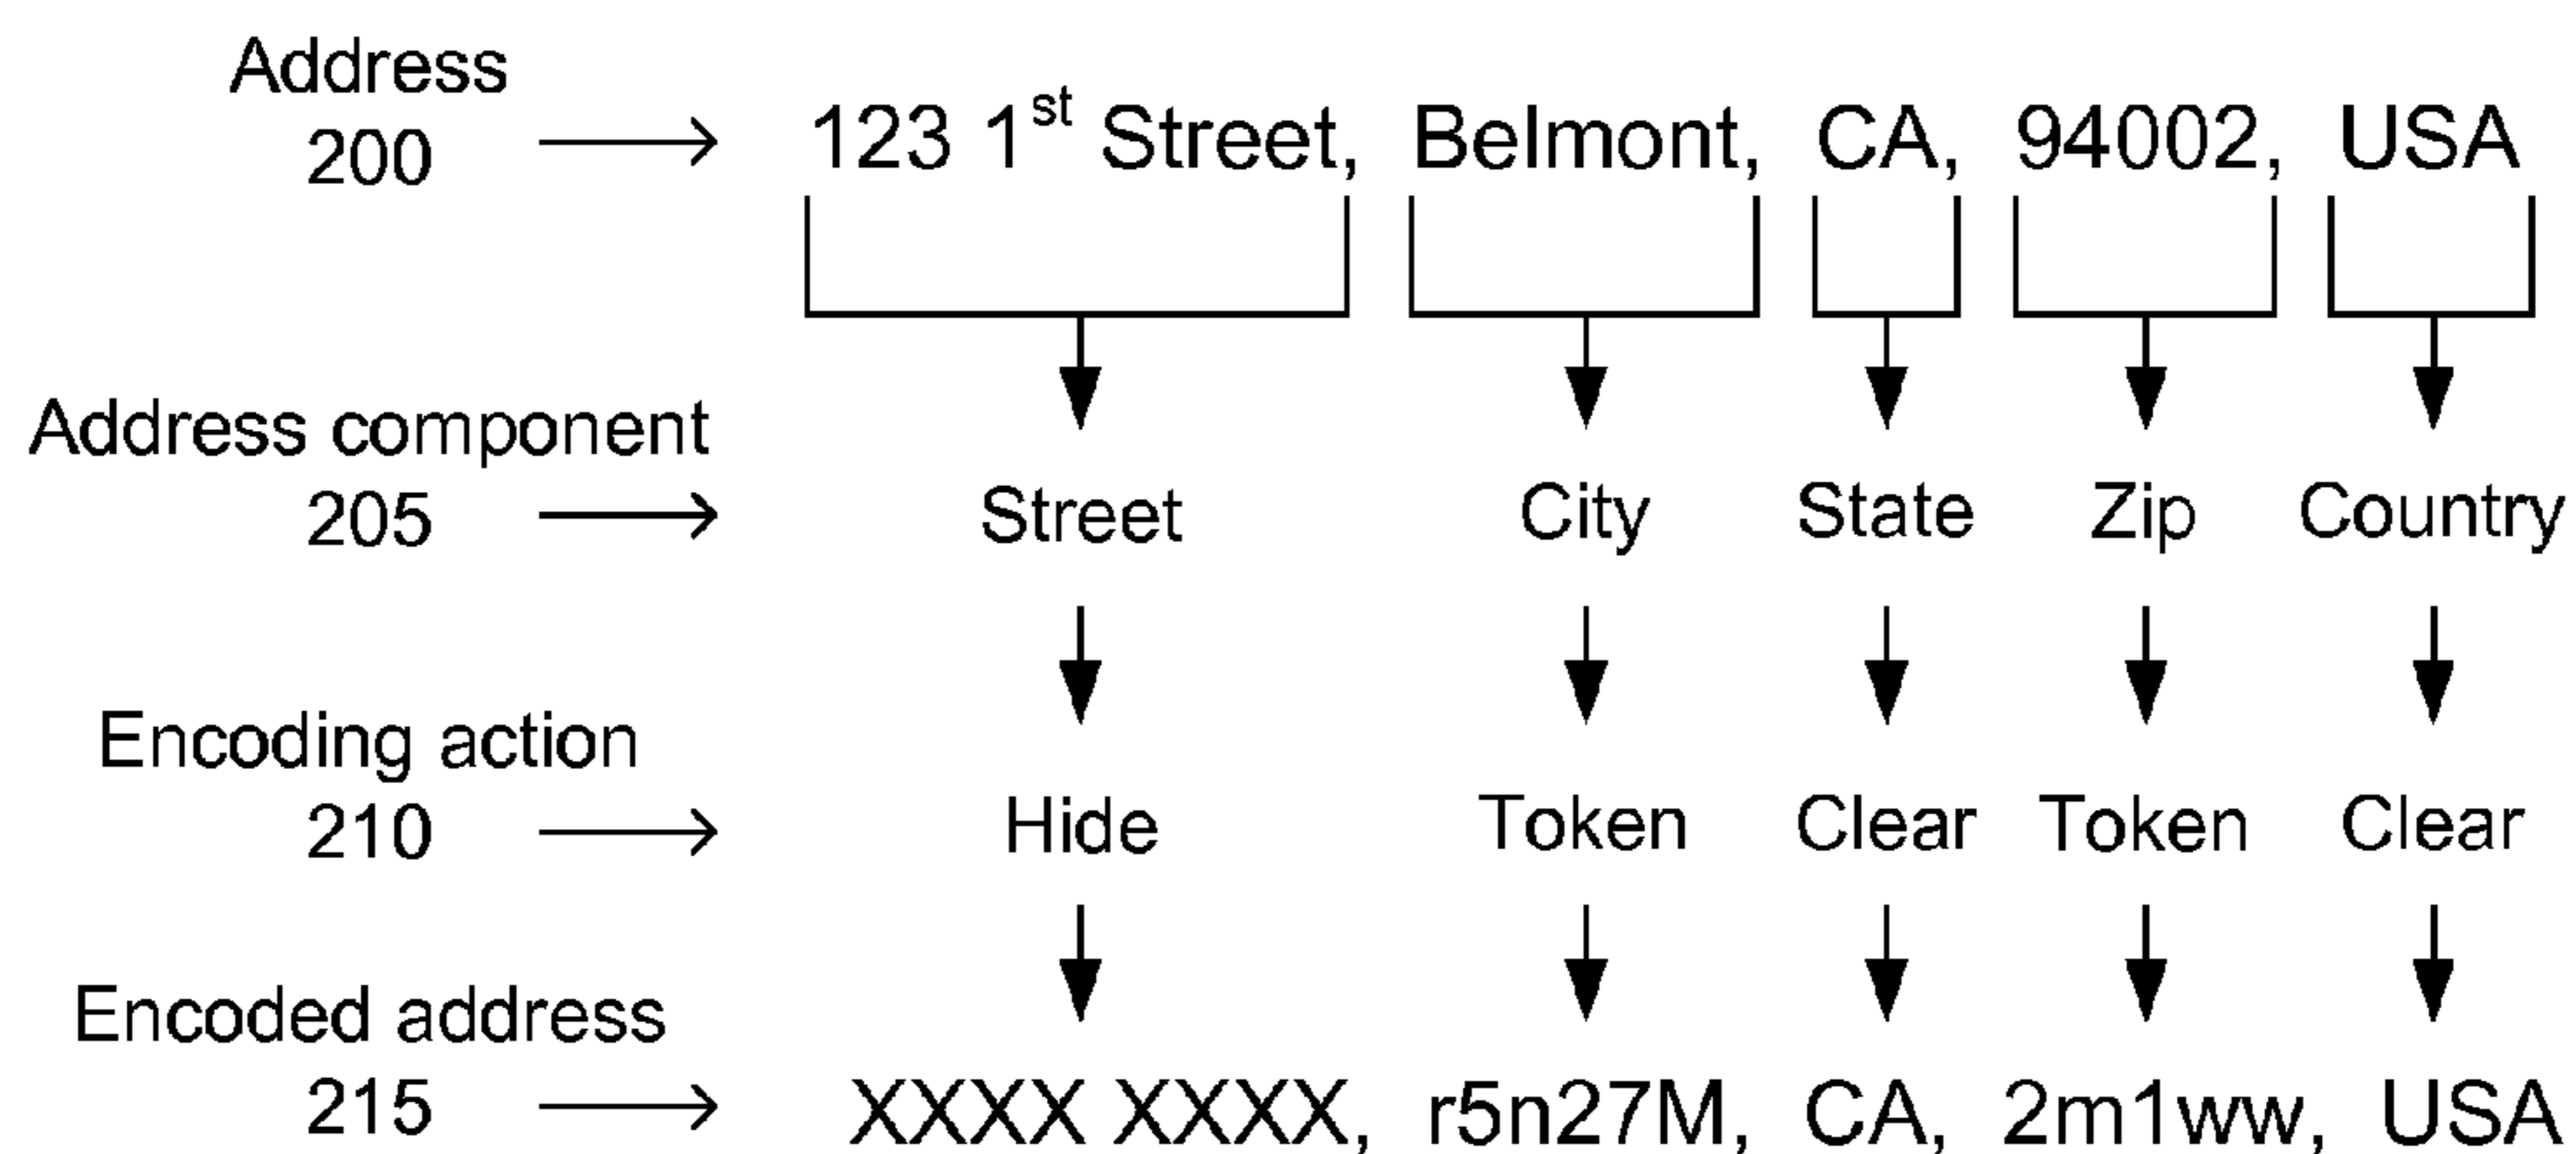 Address
200 123 1st Street, Belmont, CA, 94002, USA
Address component
205 Street City State Zip Country
Encoding action
210 Hide Token Clear Token Clear
Encoded address
215 XXXX XXXX, r5n27M, CA, 2m1ww, USA